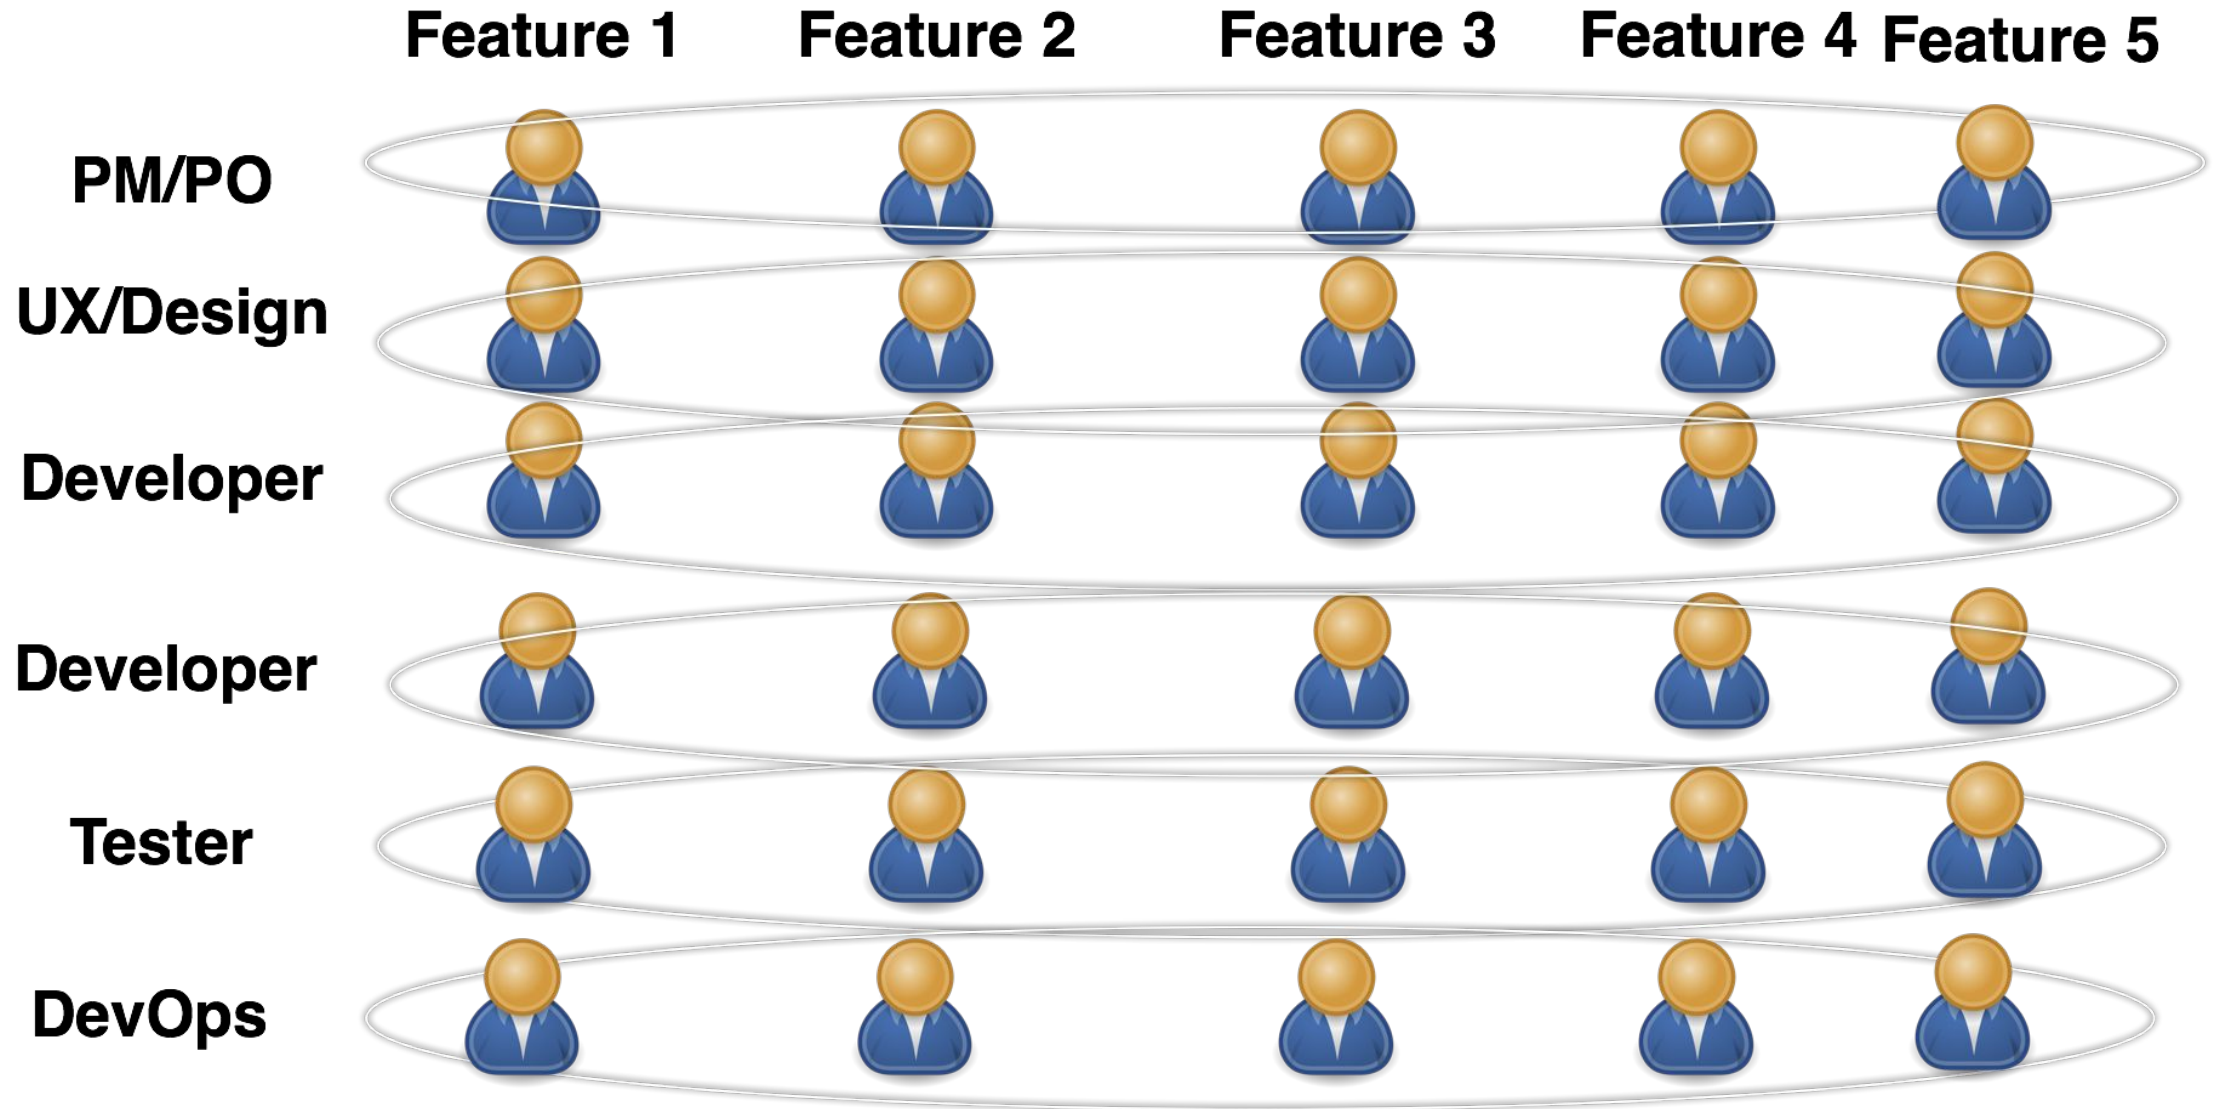 Feature 1 Feature 2 Feature 3 Feature 4 Feature 5
PM/PO
UX/Design
Developer
Developer
Tester
DevOps